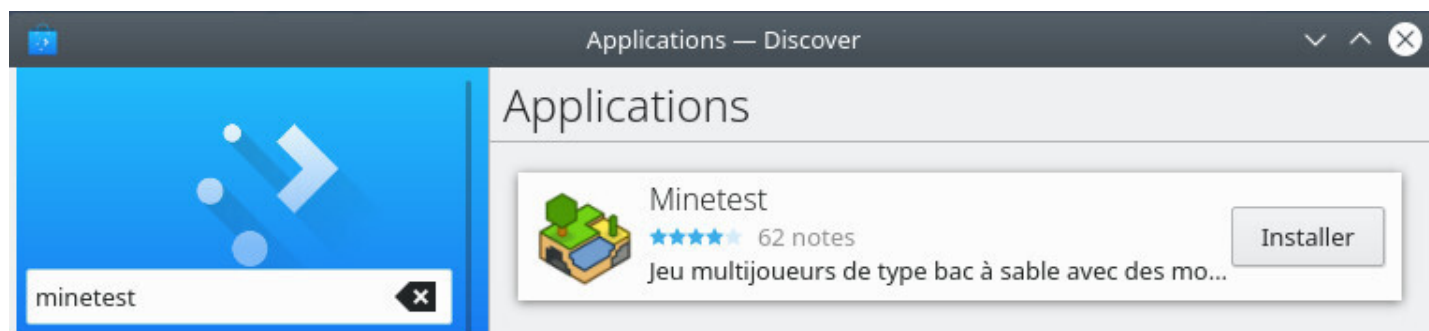 Applications — Discover
Applications
Minetest
62 notes
Jeu multijoueurs de type bac à sable avec des mo...
Installer
minetest